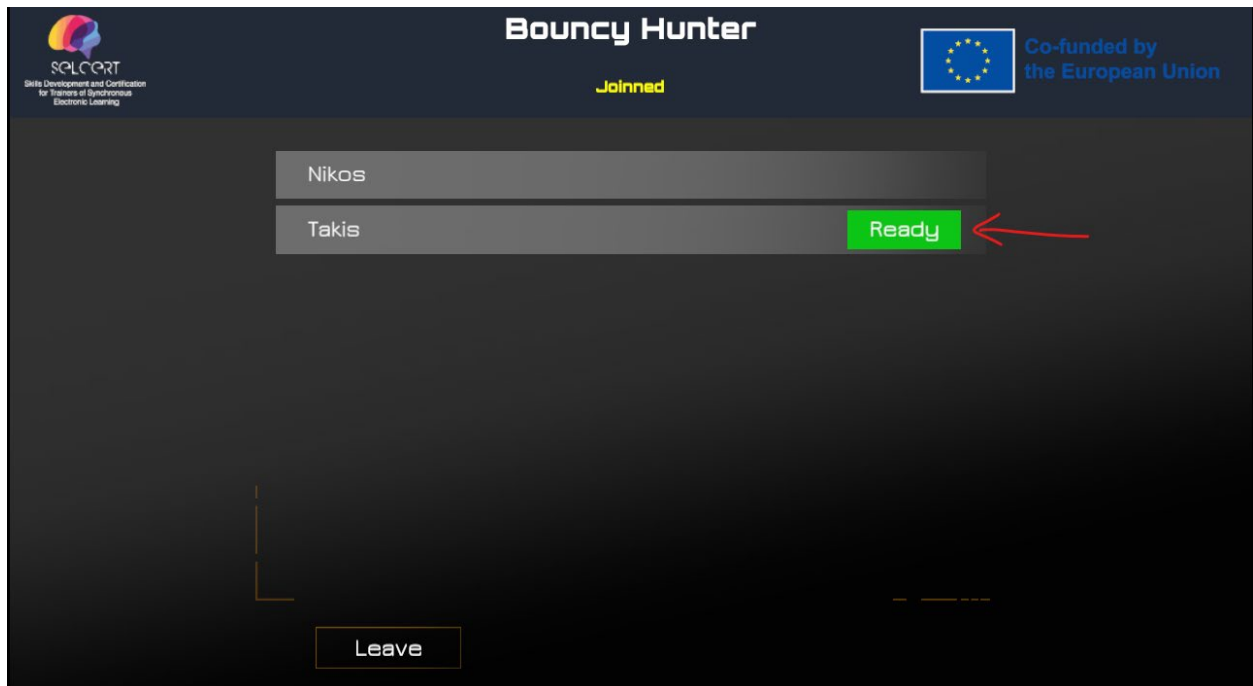 Bouncy Hunter
SELCERT
Skills Development and Certification
for Trainers of Synchronous
Electronic Learning
Joinned
Co-funded by
the European Union
Nikos
Takis
Ready
Leave